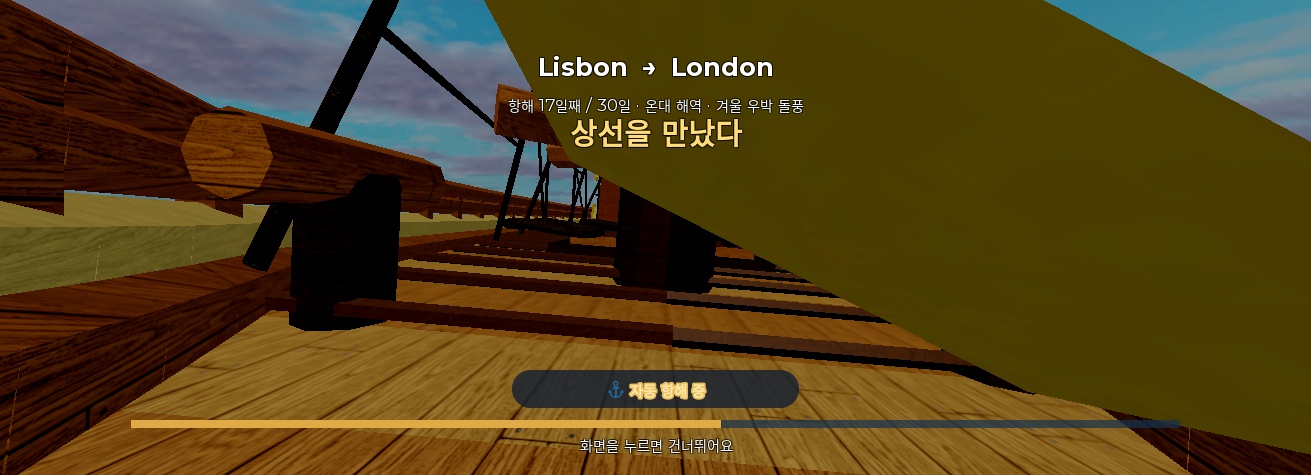 Lisbon → London
항해 17일째 / 30일 · 온대 해역 · 겨울 우박 돌풍
상선을 만났다
⚓ 자동 항해 중
화면을 누르면 건너뛰어요